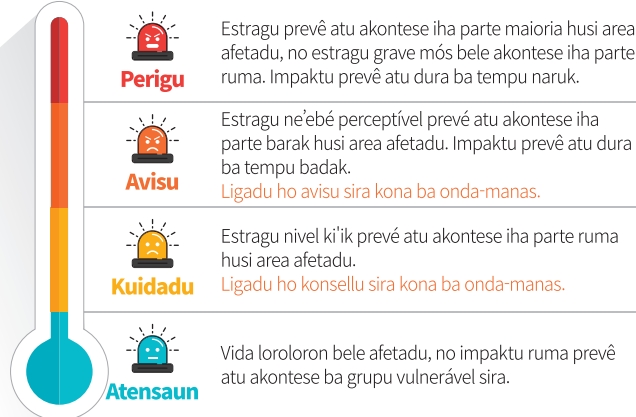 Perigu
Estragu prevê atu akontese iha parte maioria husi area
afetadu, no estragu grave mós bele akontese iha parte
ruma. Impaktu prevê atu dura ba tempu naruk.
Avisu
Estragu ne'ebé perceptível prevé atu akontese iha
parte barak husi area afetadu. Impaktu prevê atu dura
ba tempu badak.
Ligadu ho avisu sira kona ba onda-manas.
Kuidadu
Estragu nivel ki'ik prevé atu akontese iha parte ruma
husi area afetadu.
Ligadu ho konsellu sira kona ba onda-manas.
Atensaun
Vida loroloron bele afetadu, no impaktu ruma prevê
atu akontese ba grupu vulnerável sira.